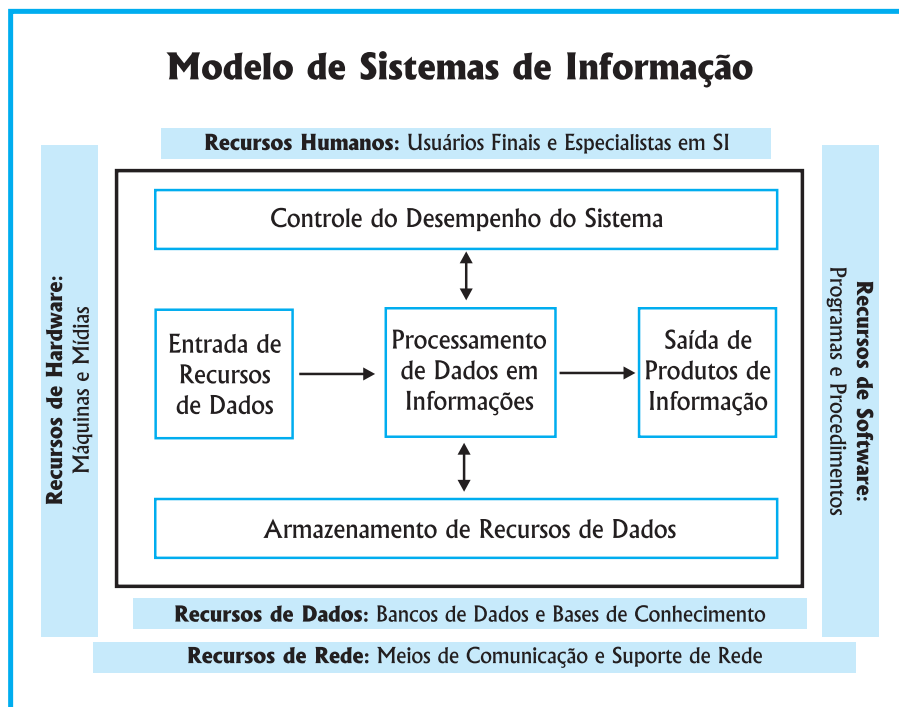 Modelo de Sistemas de Informação
Recursos Humanos: Usuários Finais e Especialistas em SI
Recursos de Hardware:
Máquinas e Mídias
Controle do Desempenho do Sistema
Entrada de
Recursos
de Dados
Processamento
de Dados em
Informações
Saída de
Produtos de
Informação
Armazenamento de Recursos de Dados
Recursos de Software:
Programas e Procedimentos
Recursos de Dados: Bancos de Dados e Bases de Conhecimento
Recursos de Rede: Meios de Comunicação e Suporte de Rede